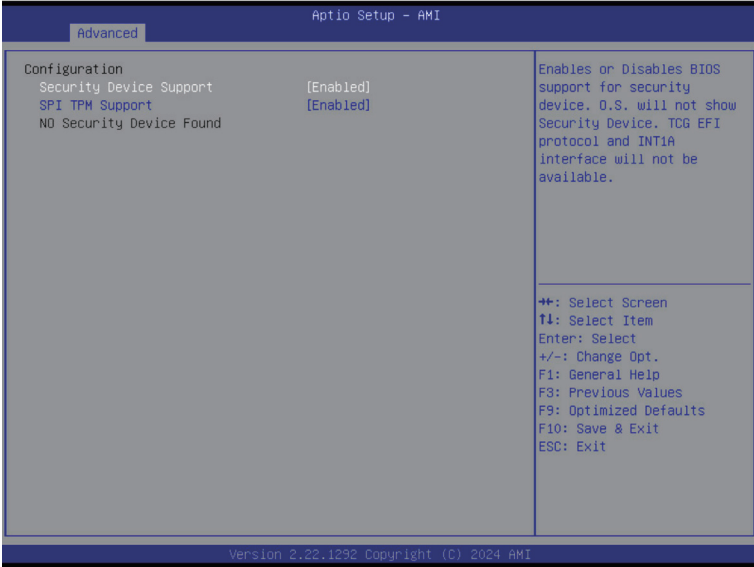 Aptio Setup - AMI
Advanced
Configuration
Security Device Support [Enabled]
SPI TPM Support [Enabled]
NO Security Device Found
Enables or Disables BIOS
support for security
device. O.S. will not show
Security Device. TCG EFI
protocol and INT1A
interface will not be
available.
→←: Select Screen
↑↓: Select Item
Enter: Select
+/-: Change Opt.
F1: General Help
F3: Previous Values
F9: Optimized Defaults
F10: Save & Exit
ESC: Exit
Version 2.22.1292 Copyright (C) 2024 AMI